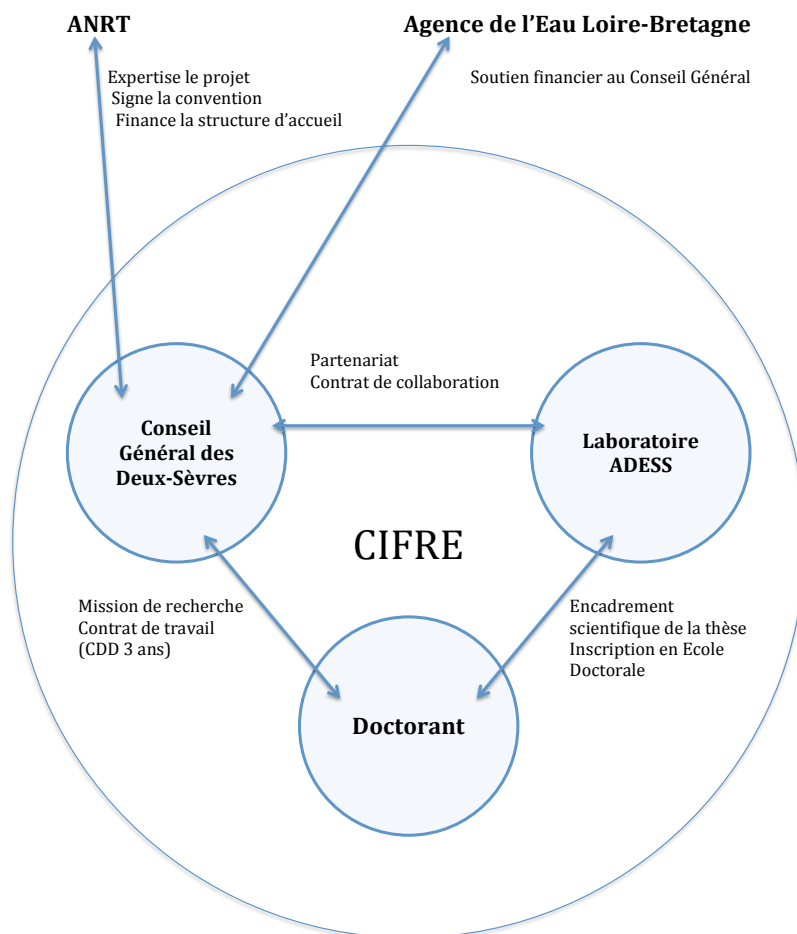 ANRT
Agence de l'Eau Loire-Bretagne
Expertise le projet
Signe la convention
Finance la structure d'accueil
Soutien financier au Conseil Général
Partenariat
Contrat de collaboration
Conseil
Général des
Deux-Sèvres
Laboratoire
ADESS
CIFRE
Mission de recherche
Contrat de travail
(CDD 3 ans)
Encadrement
scientifique de la thèse
Inscription en Ecole
Doctorale
Doctorant